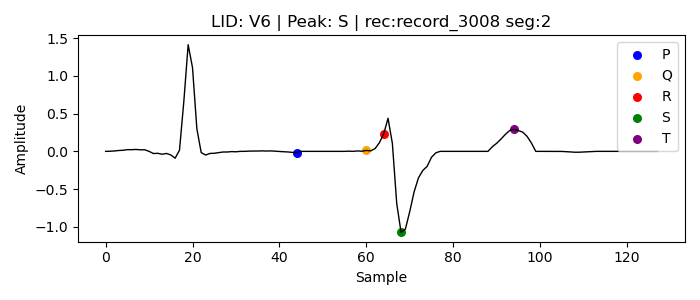 LID: V6 | Peak: S | rec:record_3008 seg:2
1.5
1.0
0.5
0.0
−0.5
−1.0
Amplitude
P
Q
R
S
T
0 20 40 60 80 100 120
Sample